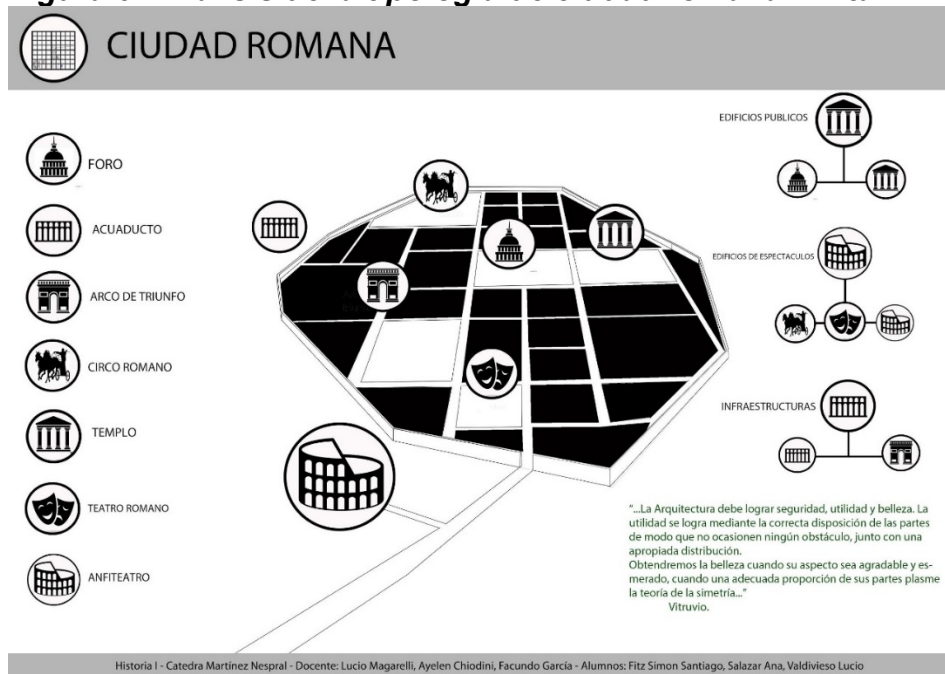 CIUDAD ROMANA
FORO
ACUADUCTO
ARCO DE TRIUNFO
CIRCO ROMANO
TEMPLO
TEATRO ROMANO
ANFITEATRO
EDIFICIOS PUBLICOS
EDIFICIOS DE ESPECTACULOS
INFRAESTRUCTURAS
"...La Arquitectura debe lograr seguridad, utilidad y belleza. La
utilidad se logra mediante la correcta disposición de las partes
de modo que no ocasionen ningún obstáculo, junto con una
apropiada distribución.
Obtendremos la belleza cuando su aspecto sea agradable y es-
merado, cuando una adecuada proporción de sus partes plasme
la teoría de la simetría..."
Vitruvio.
Historia I - Catedra Martínez Nespral - Docente: Lucio Magarelli, Ayelen Chiodini, Facundo García - Alumnos: Fitz Simon Santiago, Salazar Ana, Valdivieso Lucio